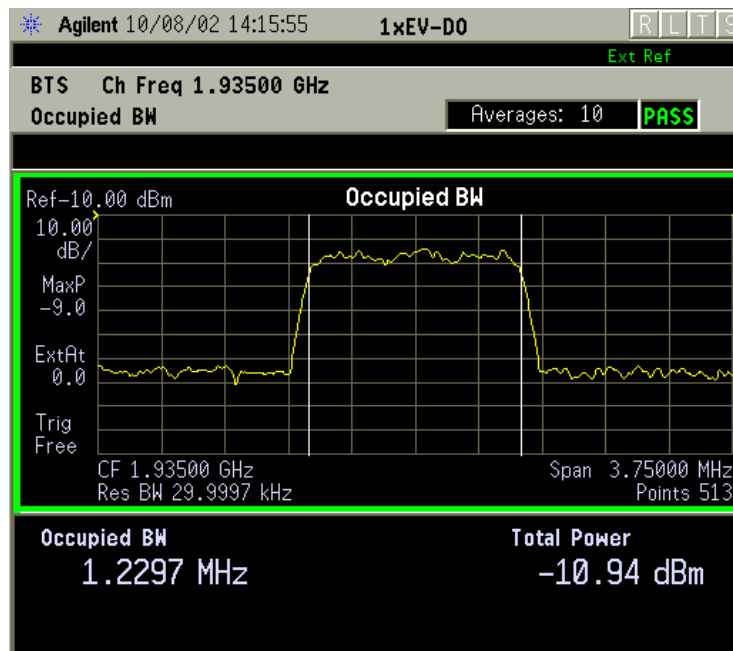 Agilent 10/08/02 14:15:55 1xEV-DO R L T S
Ext Ref
BTS Ch Freq 1.93500 GHz
Occupied BW Averages: 10 PASS
Ref-10.00 dBm Occupied BW
10.00
dB/
MaxP
-9.0
ExtAt
0.0
Trig
Free
CF 1.93500 GHz Span 3.75000 MHz
Res BW 29.9997 kHz Points 513
Occupied BW Total Power
1.2297 MHz -10.94 dBm